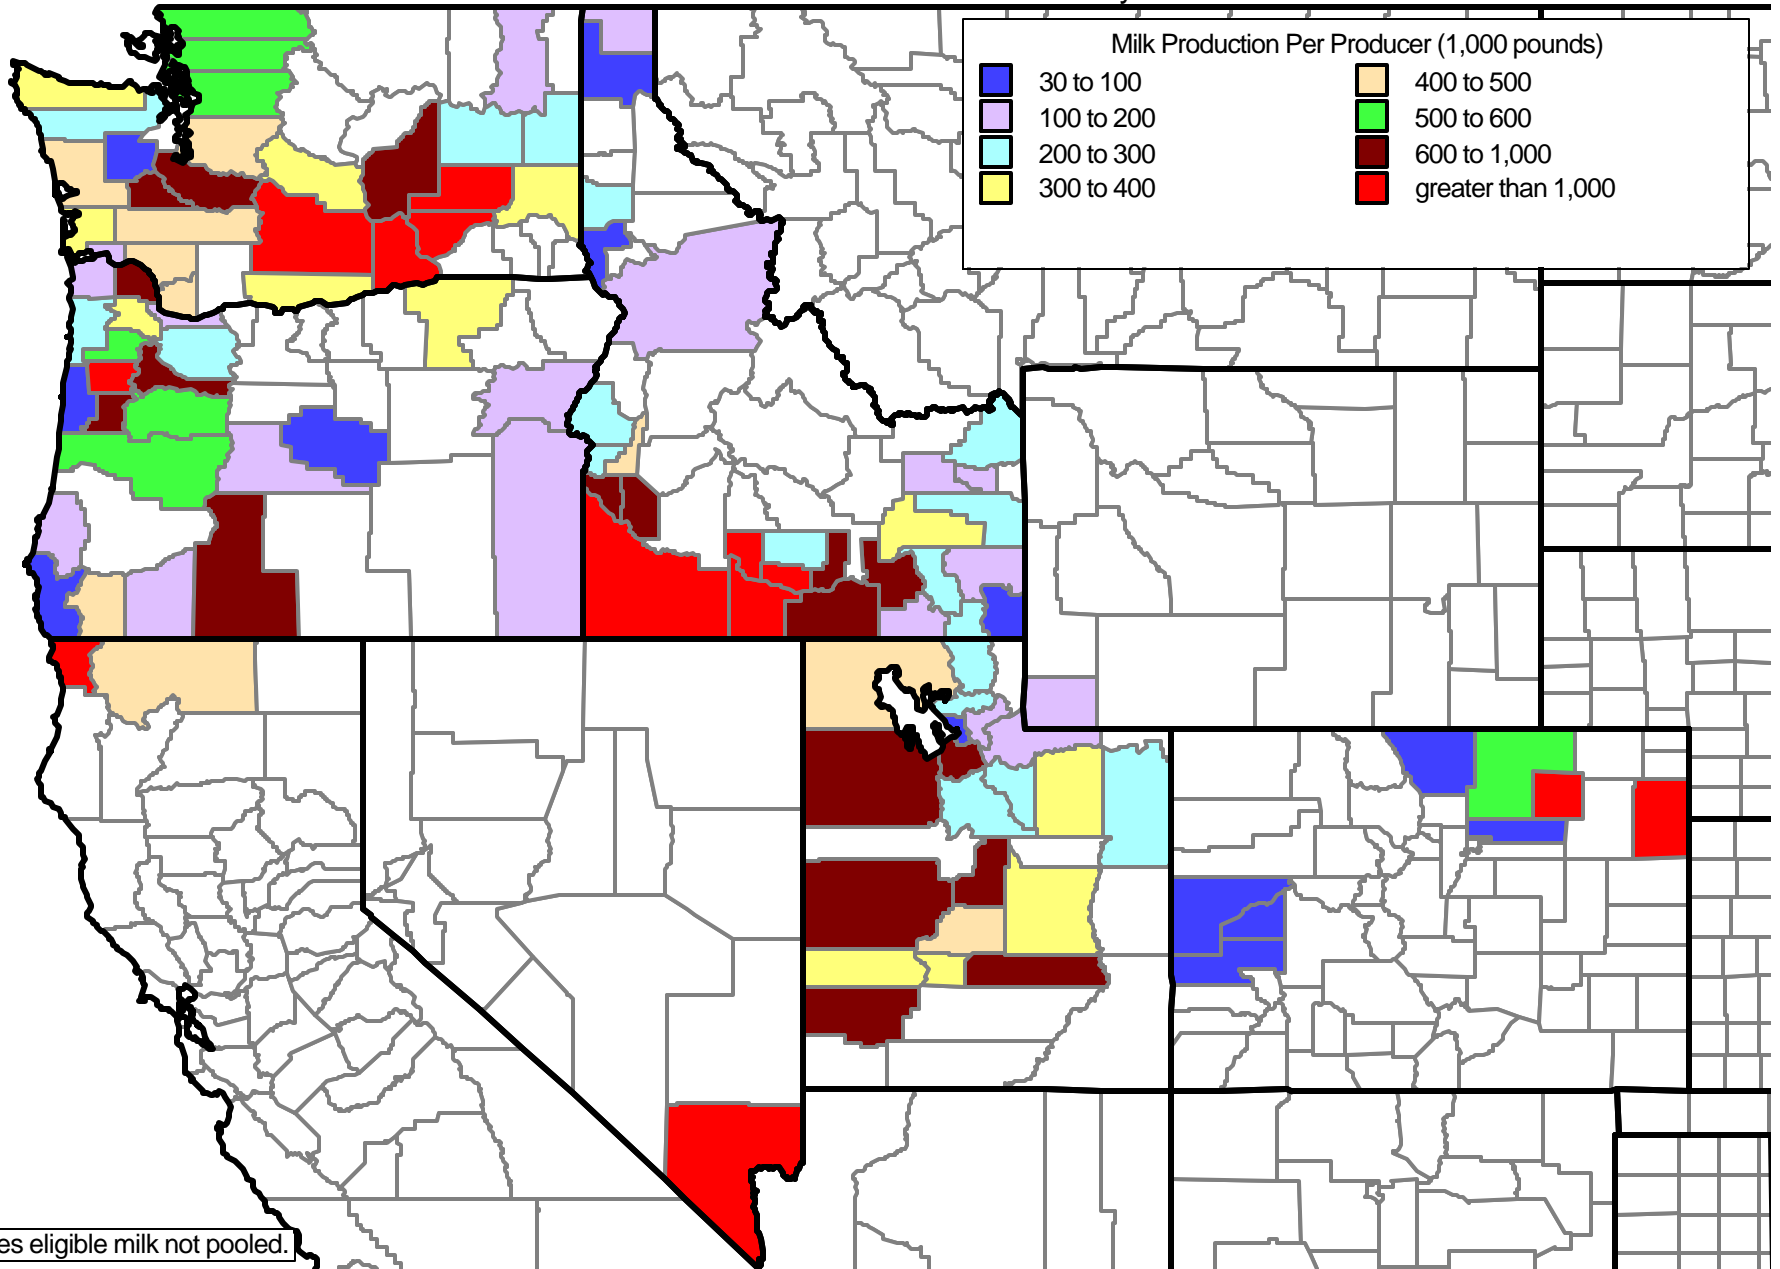 Milk Production Per Producer (1,000 pounds)
30 to 100
100 to 200
200 to 300
300 to 400
400 to 500
500 to 600
600 to 1,000
greater than 1,000
eligible milk not pooled.